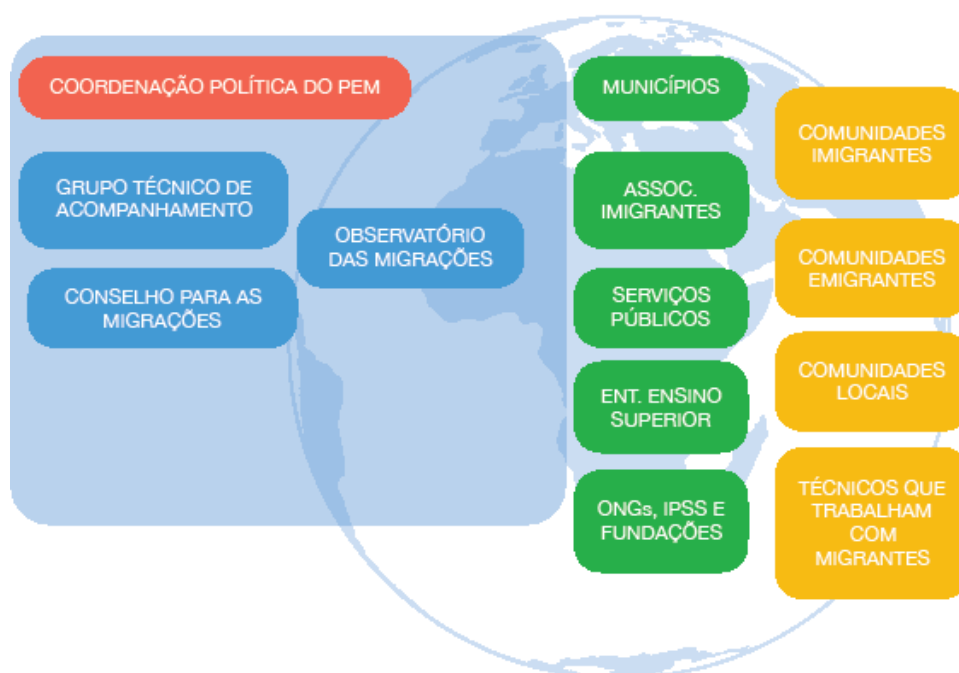 COORDENAÇÃO POLÍTICA DO PEM
GRUPO TÉCNICO DE
ACOMPANHAMENTO
OBSERVATÓRIO
DAS MIGRAÇÕES
CONSELHO PARA AS
MIGRAÇÕES
MUNICÍPIOS
ASSOC.
IMIGRANTES
SERVIÇOS
PÚBLICOS
ENT. ENSINO
SUPERIOR
ONGs, IPSS E
FUNDAÇÕES
COMUNIDADES
IMIGRANTES
COMUNIDADES
EMIGRANTES
COMUNIDADES
LOCAIS
TÉCNICOS QUE
TRABALHAM
COM
MIGRANTES